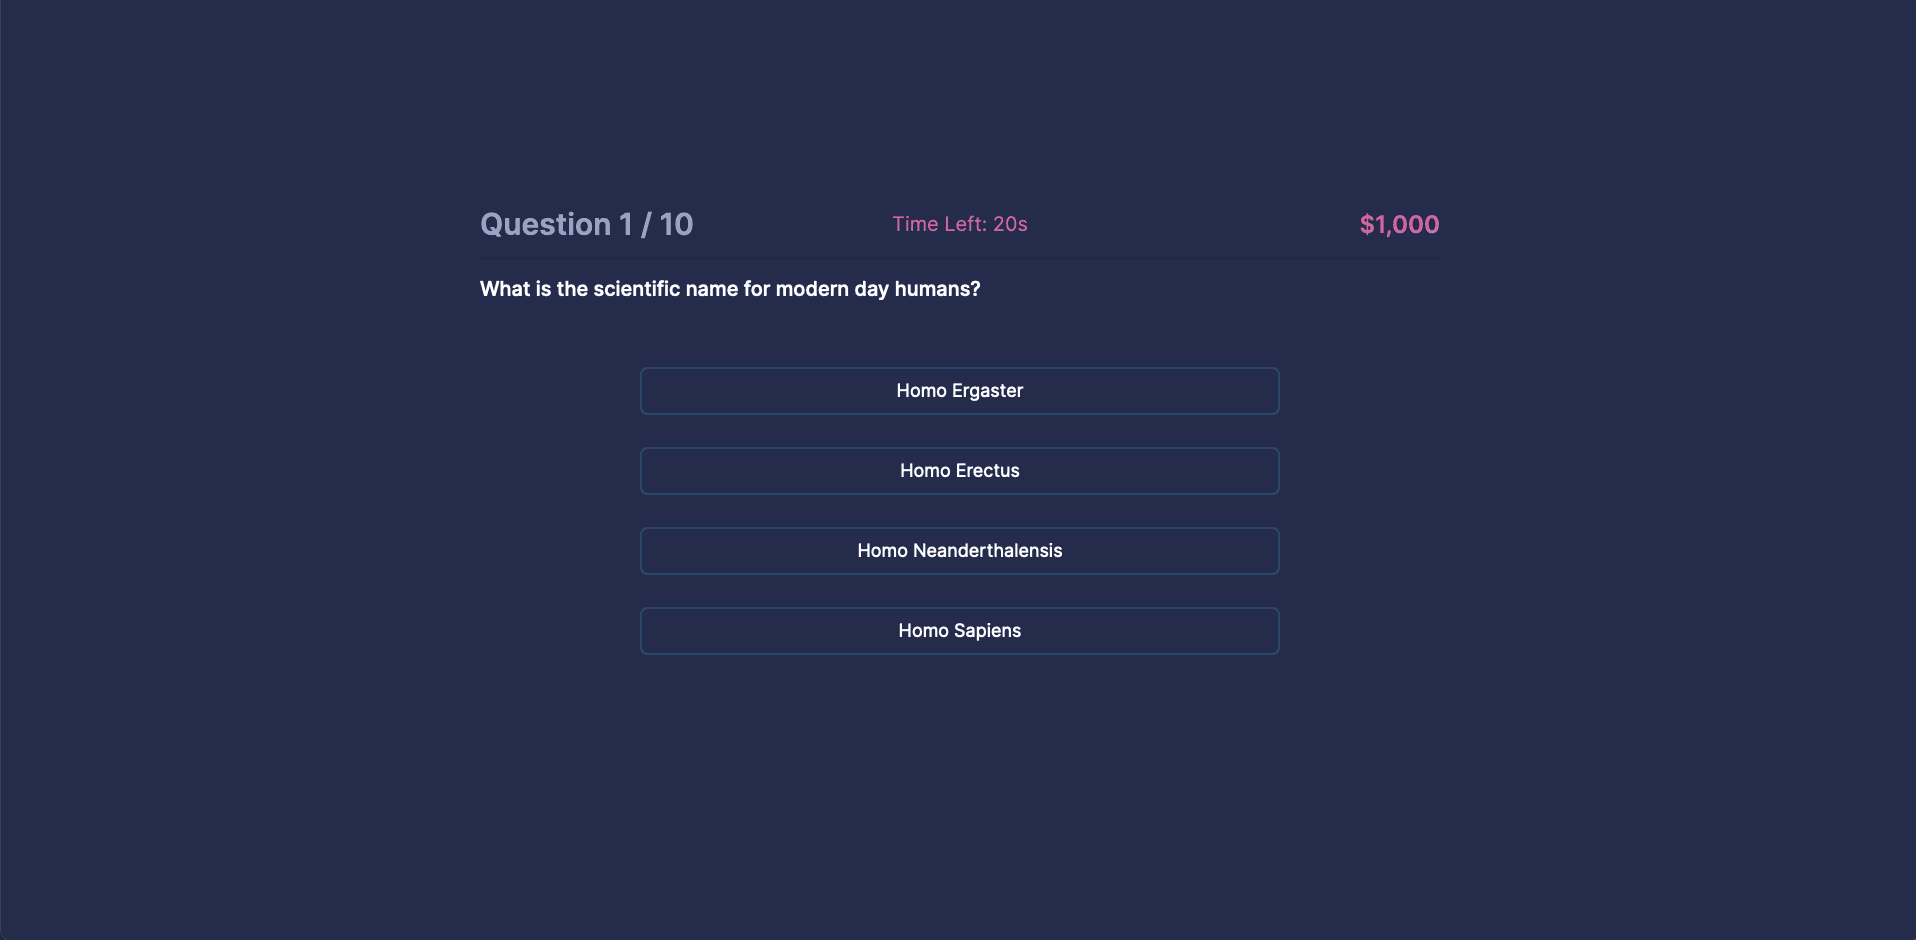 Question 1 / 10
Time Left: 20s
$1,000
What is the scientific name for modern day humans?
Homo Ergaster
Homo Erectus
Homo Neanderthalensis
Homo Sapiens